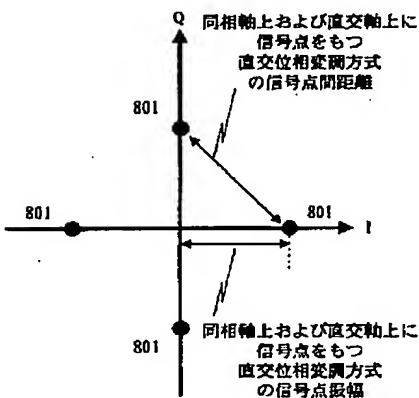 Q
同相軸上および直交軸上に
信号点をもつ
直交位相変調方式
の信号点間距離
801
801
801
I
801
同相軸上および直交軸上に
信号点をもつ
直交位相変調方式
の信号点振幅